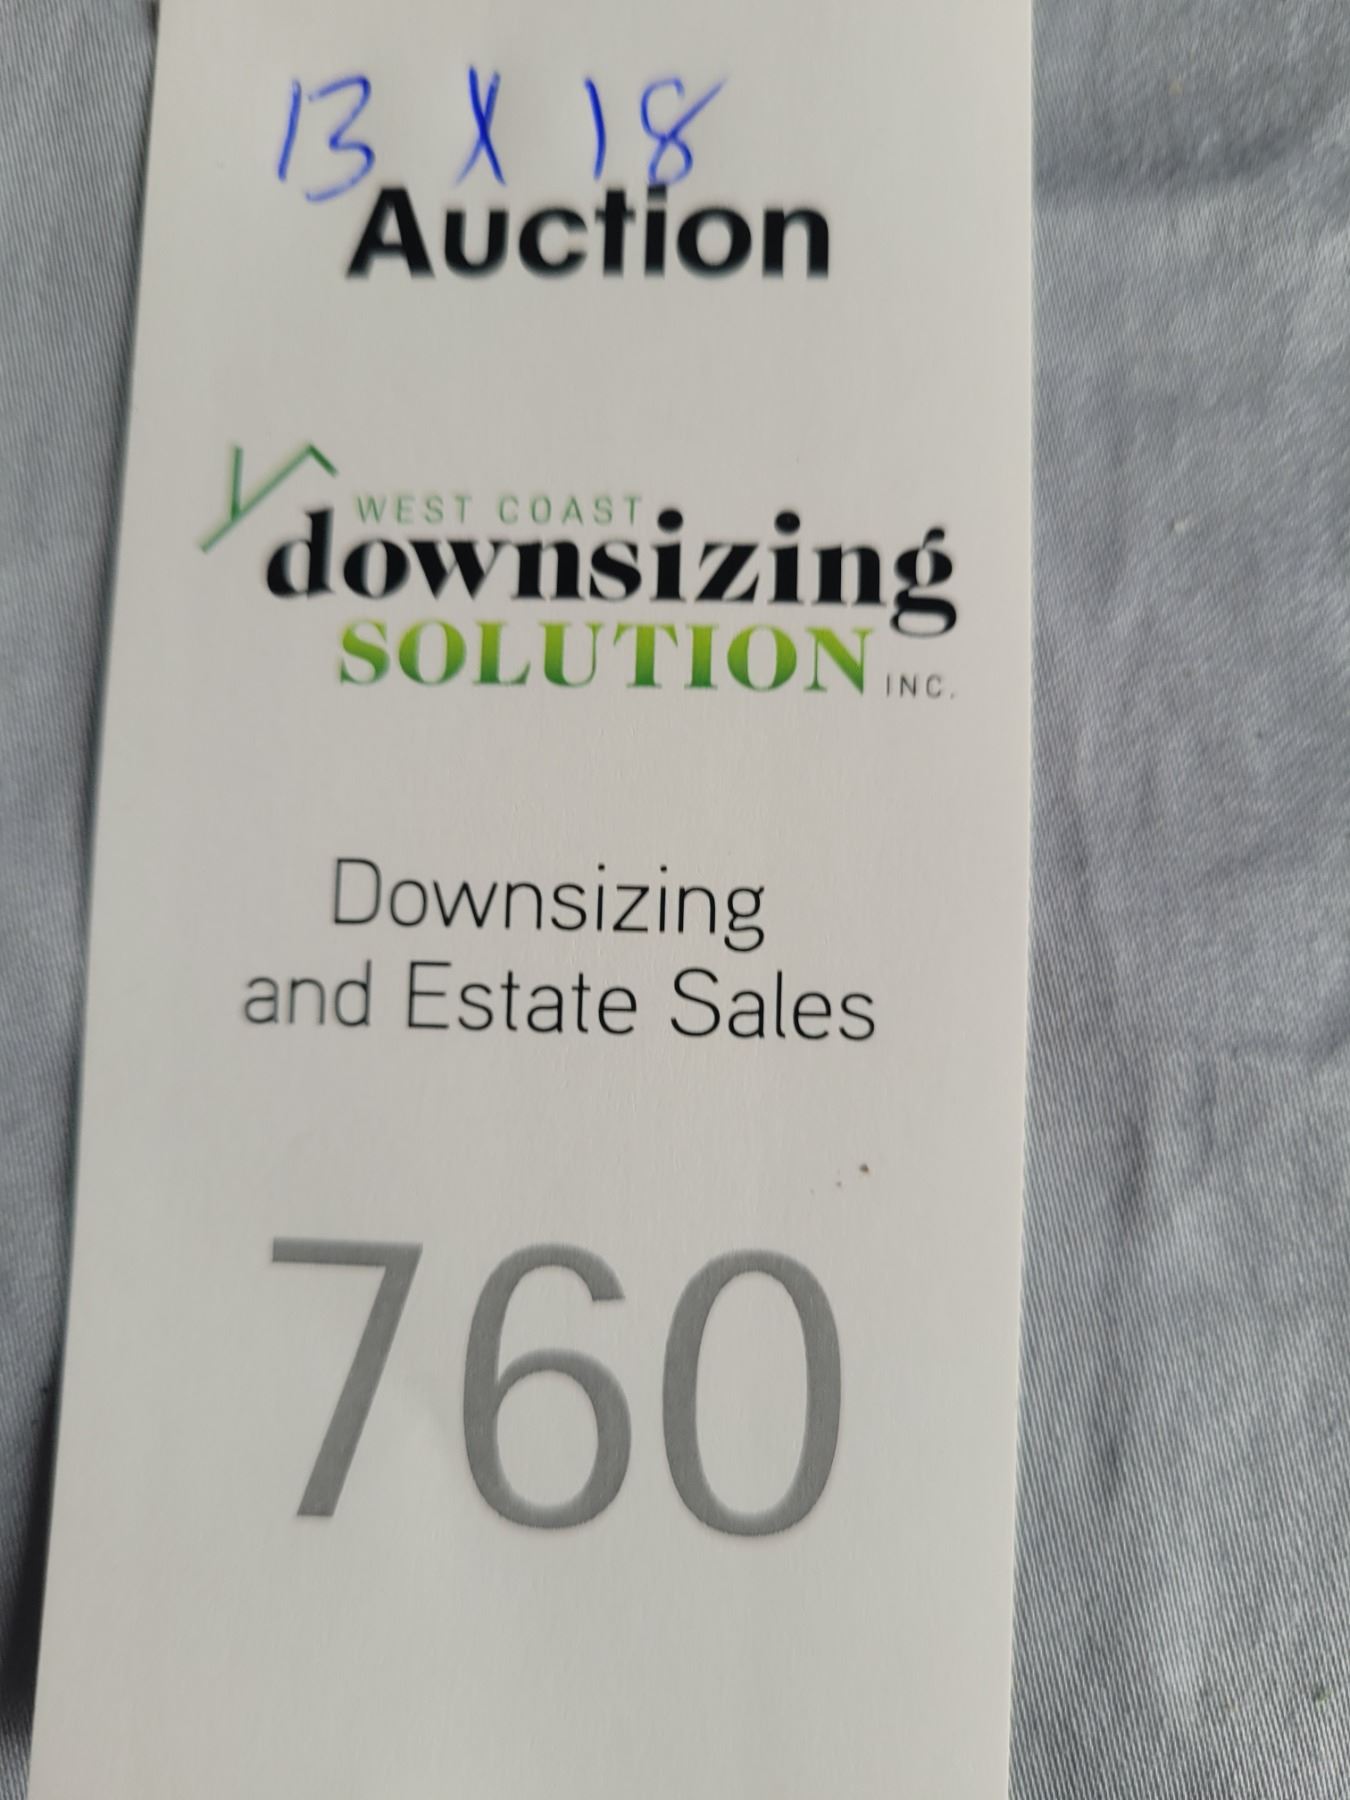 13 X 18
Auction
WEST COAST
downsizing
SOLUTION INC.
Downsizing
and Estate Sales
760